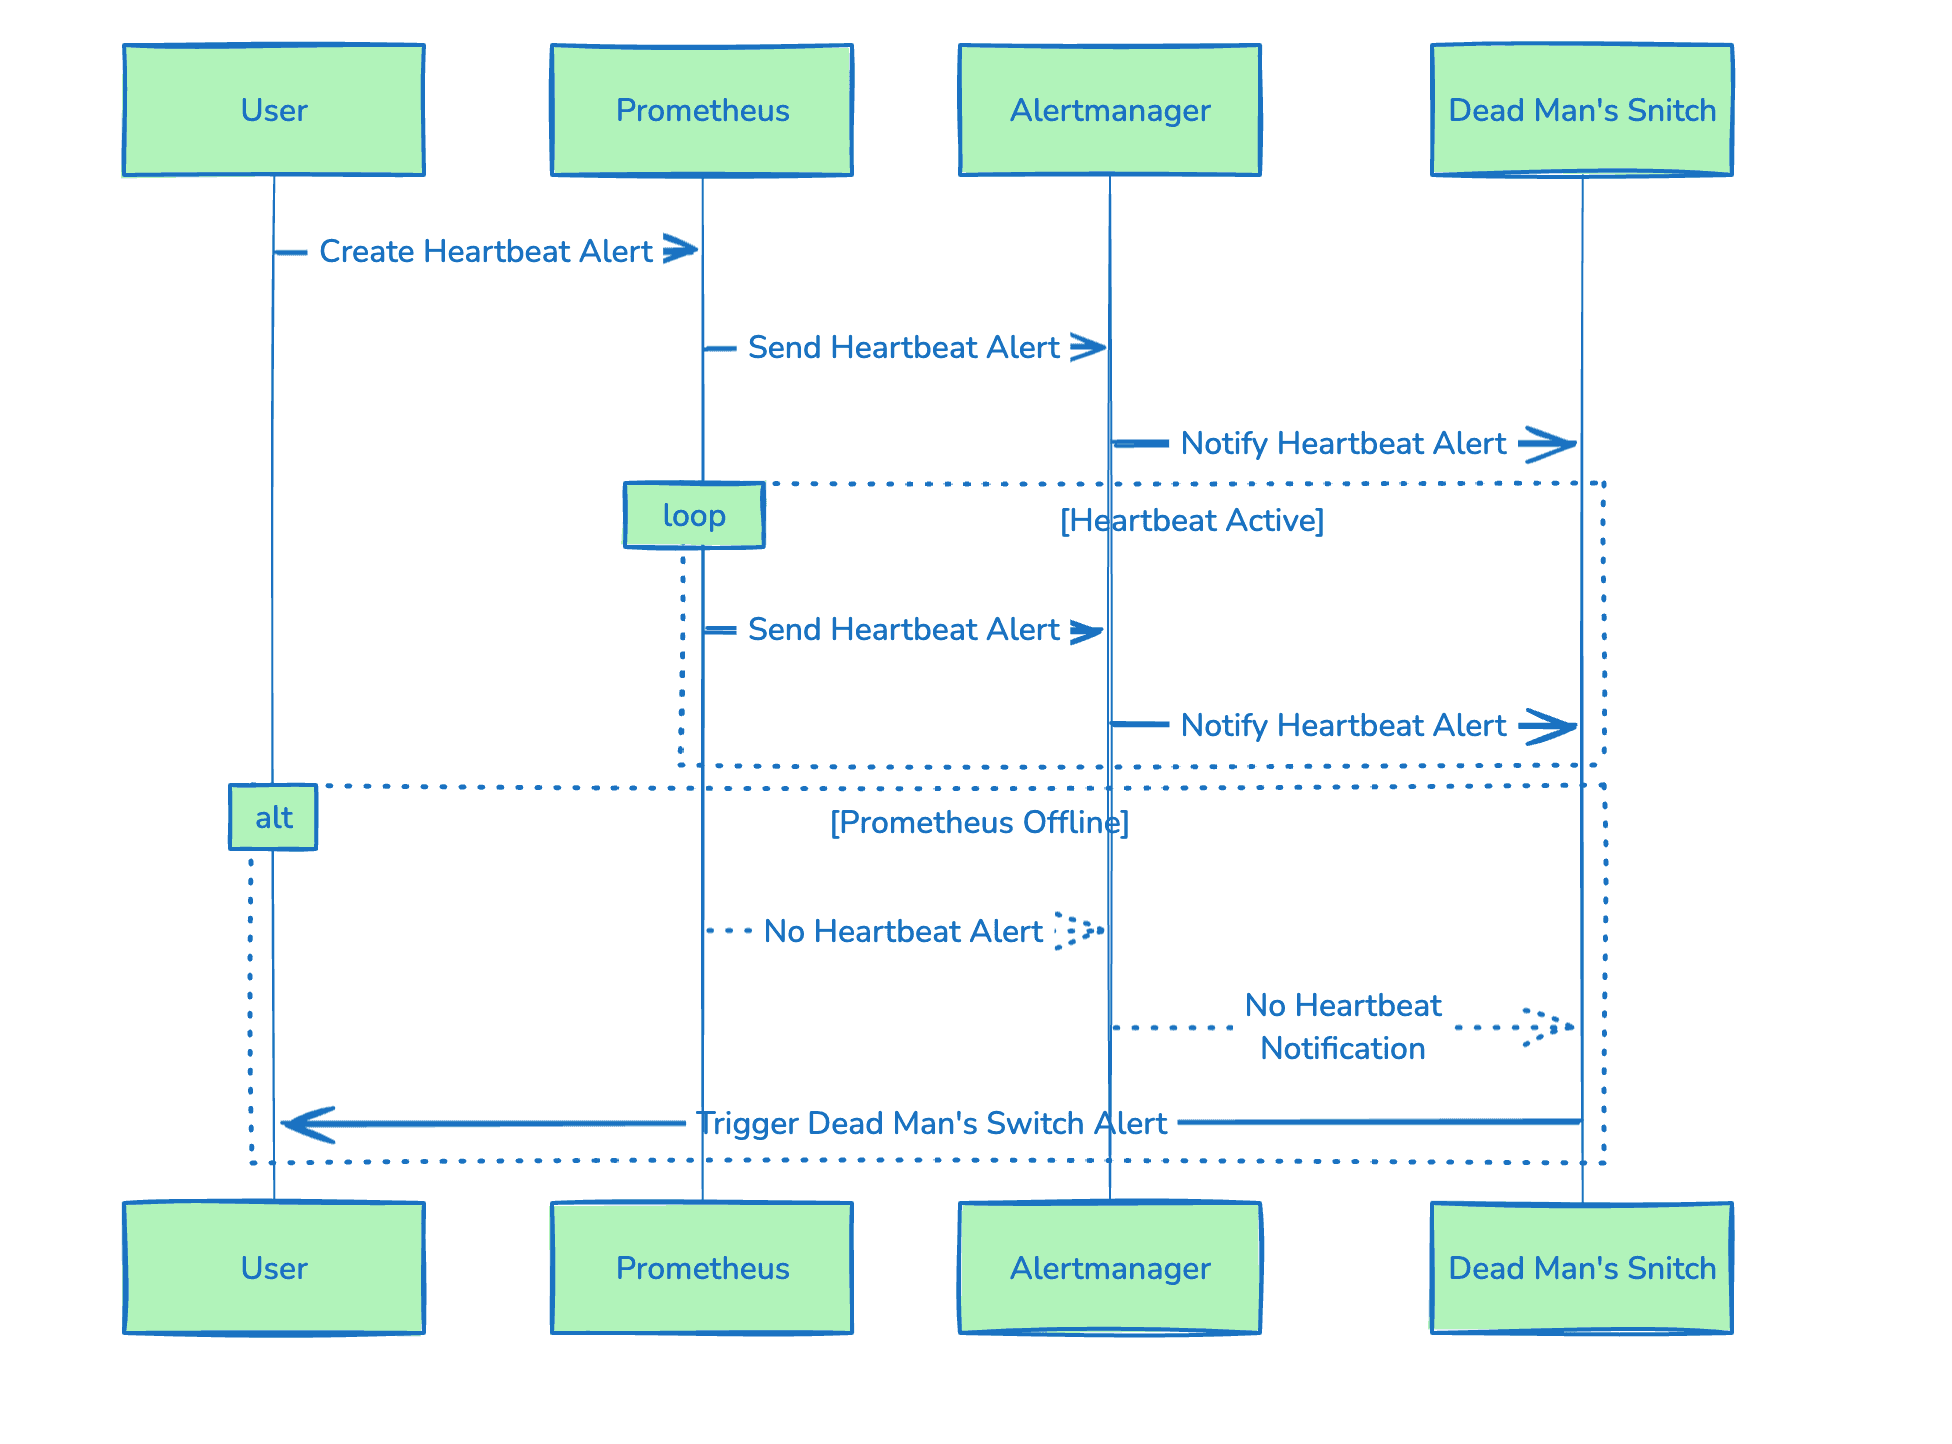 User
Prometheus
Alertmanager
Dead Man's Snitch
Create Heartbeat Alert
Send Heartbeat Alert
Notify Heartbeat Alert
loop
[Heartbeat Active]
Send Heartbeat Alert
Notify Heartbeat Alert
alt
[Prometheus Offline]
No Heartbeat Alert
No Heartbeat
Notification
Trigger Dead Man's Switch Alert
User
Prometheus
Alertmanager
Dead Man's Snitch